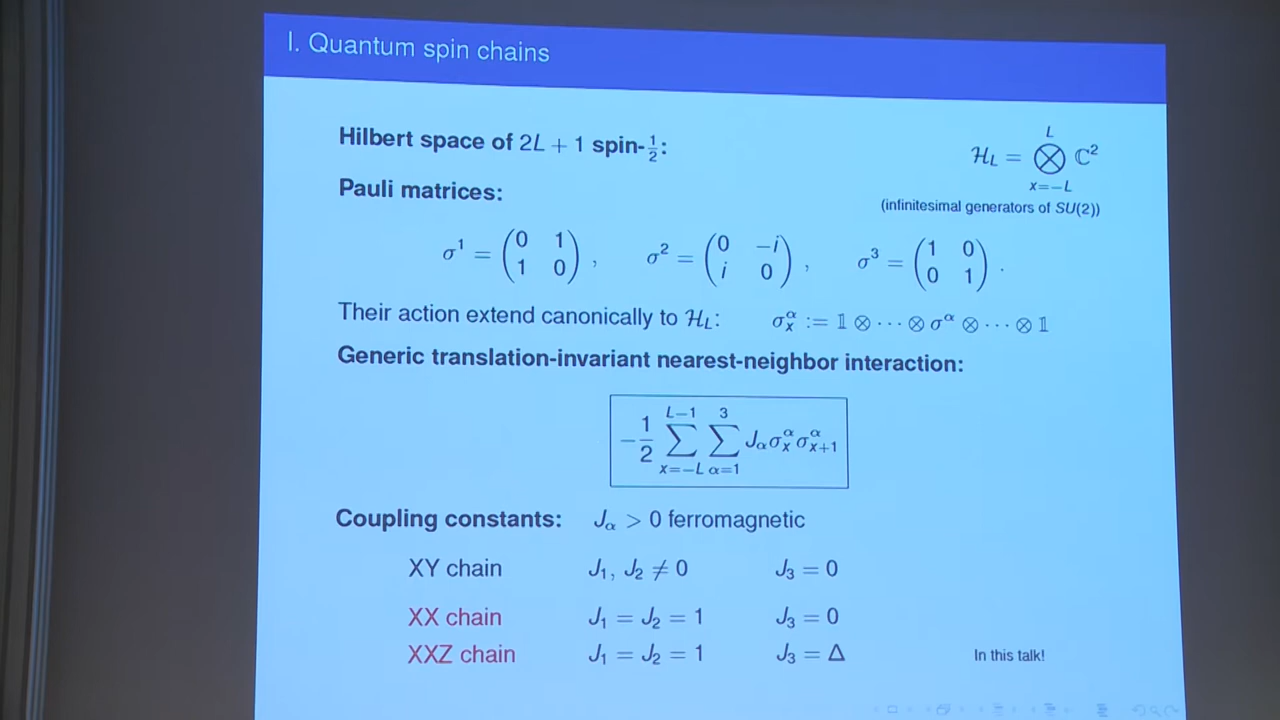 I. Quantum spin chains
Hilbert space of 2L + 1 spin-½: ℋ_L = ⨂_{x=−L}^{L} ℂ²
Pauli matrices: (infinitesimal generators of SU(2))
σ¹ = (0 1; 1 0), σ² = (0 −i; i 0), σ³ = (1 0; 0 1).
Their action extend canonically to ℋ_L: σ_x^α := 𝟙 ⊗ ··· ⊗ σ^α ⊗ ··· ⊗ 𝟙
Generic translation-invariant nearest-neighbor interaction:
−1/2 ∑_{x=−L}^{L−1} ∑_{α=1}^{3} J_α σ_x^α σ_{x+1}^α
Coupling constants: J_α > 0 ferromagnetic
XY chain J₁, J₂ ≠ 0 J₃ = 0
XX chain J₁ = J₂ = 1 J₃ = 0
XXZ chain J₁ = J₂ = 1 J₃ = Δ In this talk!